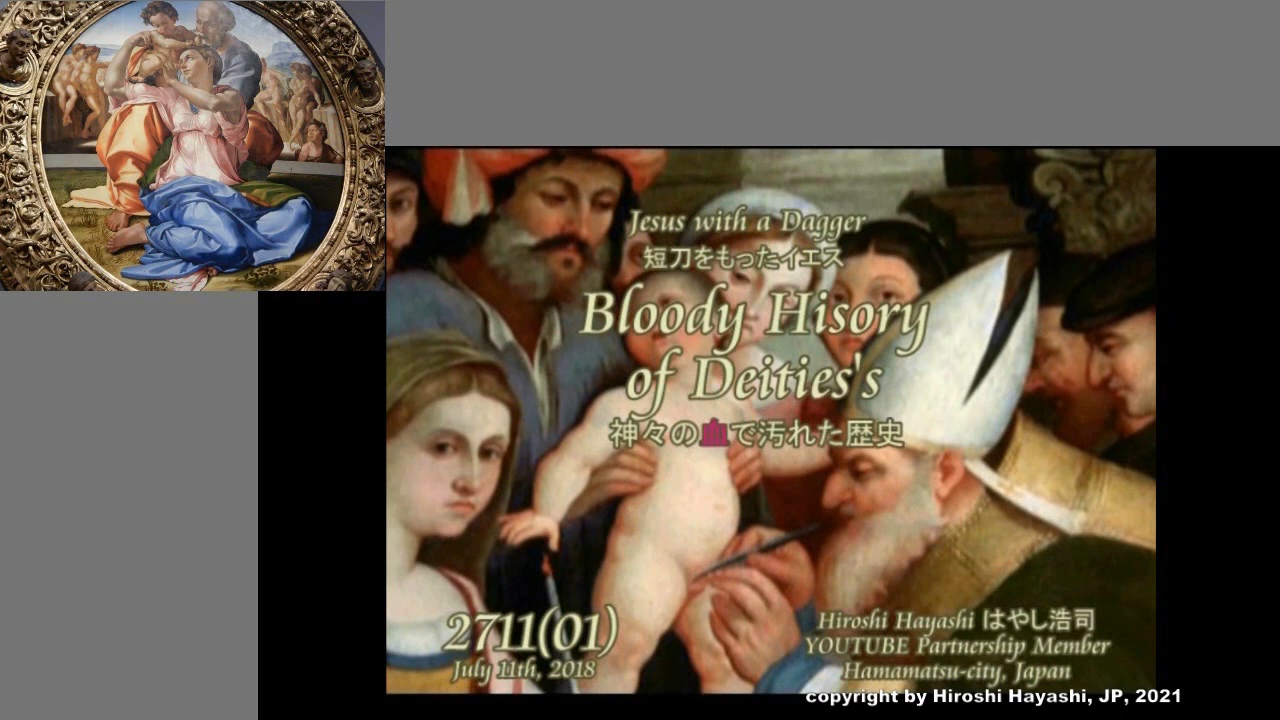 Jesus with a Dagger
短刀をもったイエス
Bloody Hisory
of Deities's
神々の血で汚れた歴史
2711(01)
July 11th, 2018
Hiroshi Hayashi はやし浩司
YOUTUBE Partnership Member
Hamamatsu-city, Japan
copyright by Hiroshi Hayashi, JP, 2021